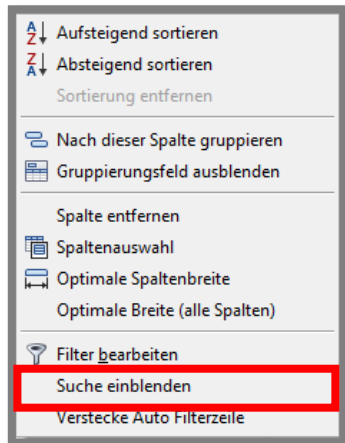 Aufsteigend sortieren
Absteigend sortieren
Sortierung entfernen
Nach dieser Spalte gruppieren
Gruppierungsfeld ausblenden
Spalte entfernen
Spaltenauswahl
Optimale Spaltenbreite
Optimale Breite (alle Spalten)
Filter bearbeiten
Suche einblenden
Verstecke Auto Filterzeile